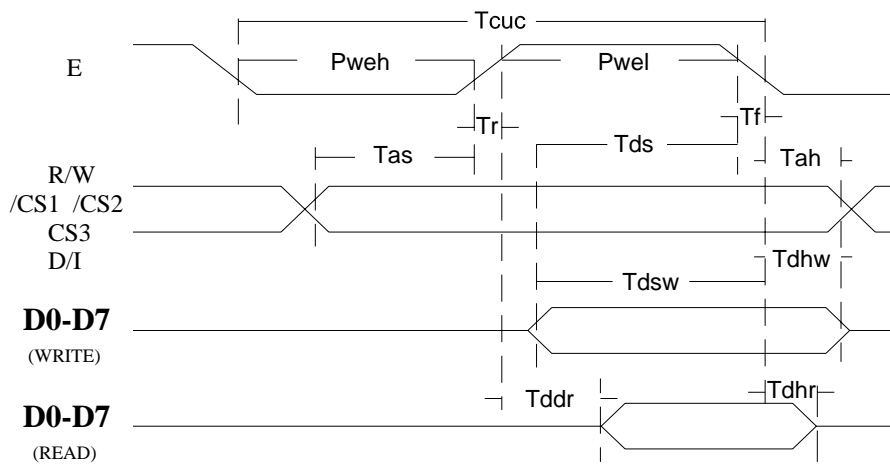 Tcuc
E
Pweh
Pwel
Tr
Tf
Tas
Tds
Tah
R/W
/CS1 /CS2
CS3
D/I
Tdhw
Tdsw
D0-D7
(WRITE)
Tddr
Tdhr
D0-D7
(READ)